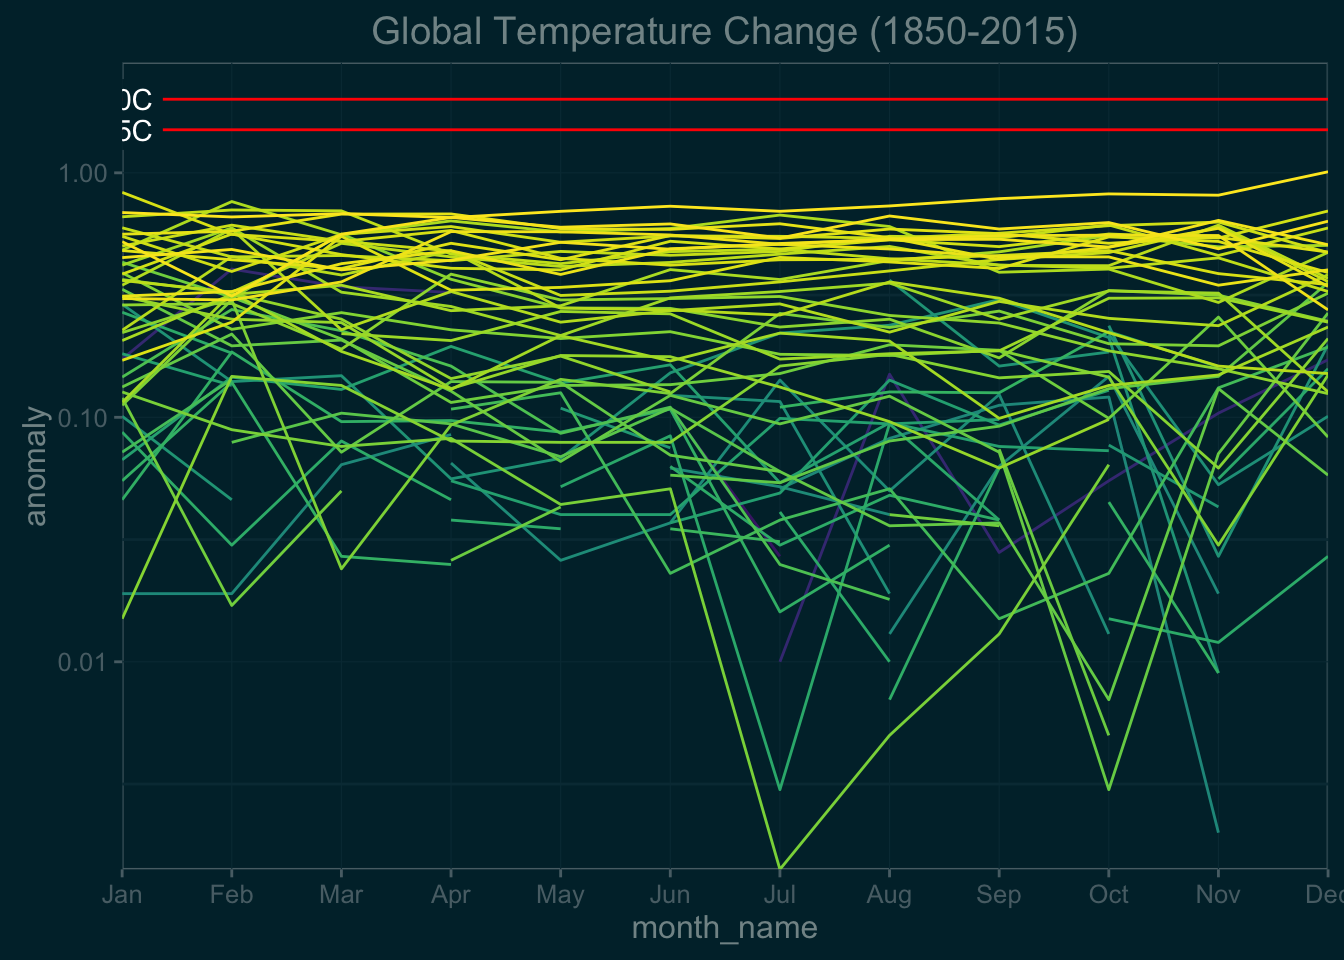 Global Temperature Change (1850-2015)
0C
5C
1.00
0.10
0.01
anomaly
Jan Feb Mar Apr May Jun Jul Aug Sep Oct Nov Dec
month_name